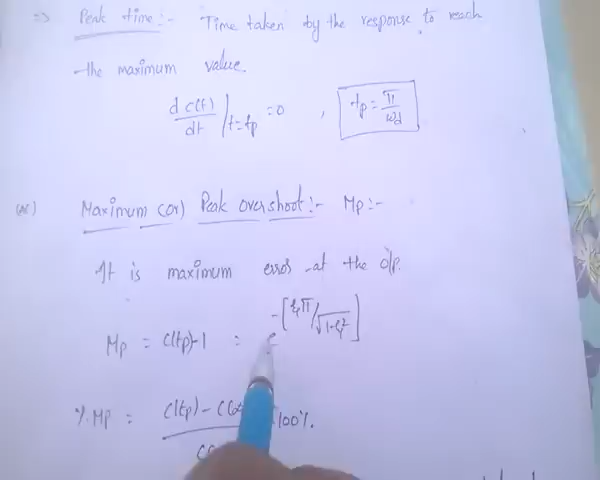 => Peak time:- Time taken by the response to reach
the maximum value.
d c(t)/dt |t=tp = 0 , tp = π/ωd
Maximum (or) Peak overshoot:- Mp:-
It is maximum error at the o/p.
Mp = c(tp)-1 = e^-[ξπ/√1-ξ²]
%Mp = c(tp) - c(∞ 100%.